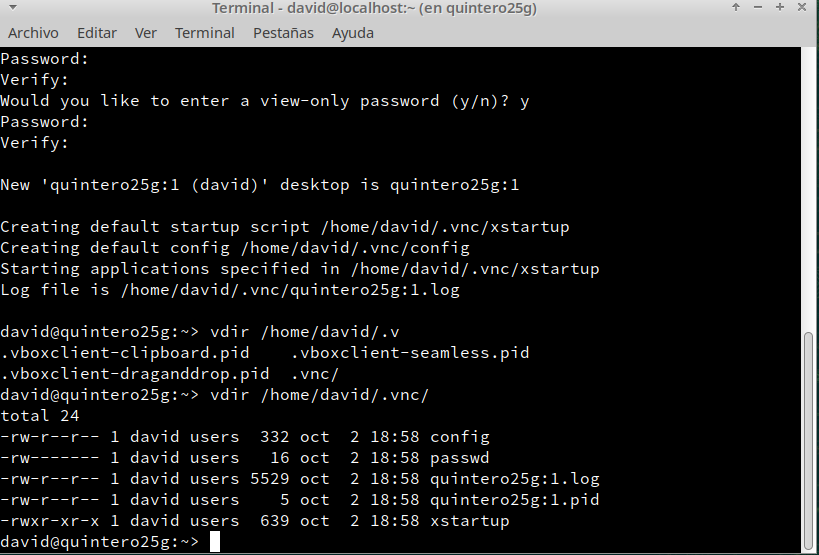 Terminal - david@localhost:~ (en quintero25g)
Archivo Editar Ver Terminal Pestañas Ayuda
Password:
Verify:
Would you like to enter a view-only password (y/n)? y
Password:
Verify:
New 'quintero25g:1 (david)' desktop is quintero25g:1
Creating default startup script /home/david/.vnc/xstartup
Creating default config /home/david/.vnc/config
Starting applications specified in /home/david/.vnc/xstartup
Log file is /home/david/.vnc/quintero25g:1.log
david@quintero25g:~> vdir /home/david/.v
.vboxclient-clipboard.pid    .vboxclient-seamless.pid
.vboxclient-draganddrop.pid  .vnc/
david@quintero25g:~> vdir /home/david/.vnc/
total 24
-rw-r--r-- 1 david users  332 oct  2 18:58 config
-rw------- 1 david users   16 oct  2 18:58 passwd
-rw-r--r-- 1 david users 5529 oct  2 18:58 quintero25g:1.log
-rw-r--r-- 1 david users    5 oct  2 18:58 quintero25g:1.pid
-rwxr-xr-x 1 david users  639 oct  2 18:58 xstartup
david@quintero25g:~>